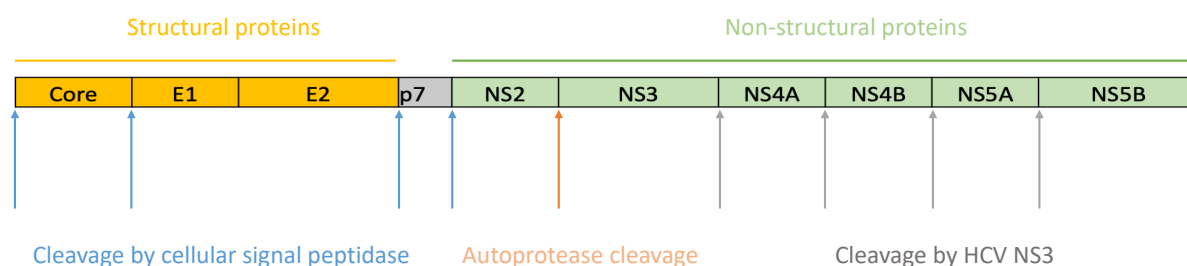 Structural proteins Non-structural proteins
Core E1 E2 p7 NS2 NS3 NS4A NS4B NS5A NS5B
Cleavage by cellular signal peptidase Autoprotease cleavage Cleavage by HCV NS3